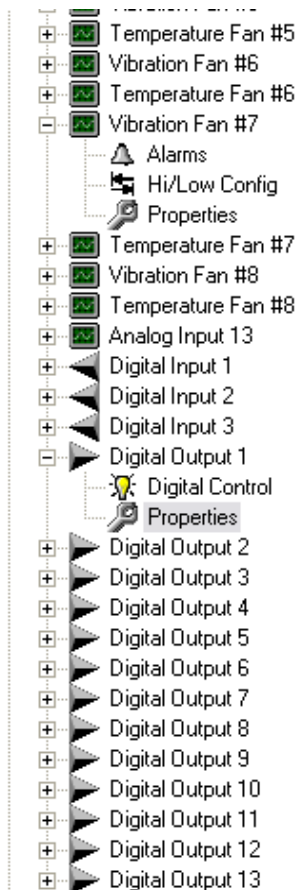 Temperature Fan #5
Vibration Fan #6
Temperature Fan #6
Vibration Fan #7
Alarms
Hi/Low Config
Properties
Temperature Fan #7
Vibration Fan #8
Temperature Fan #8
Analog Input 13
Digital Input 1
Digital Input 2
Digital Input 3
Digital Output 1
Digital Control
Properties
Digital Output 2
Digital Output 3
Digital Output 4
Digital Output 5
Digital Output 6
Digital Output 7
Digital Output 8
Digital Output 9
Digital Output 10
Digital Output 11
Digital Output 12
Digital Output 13